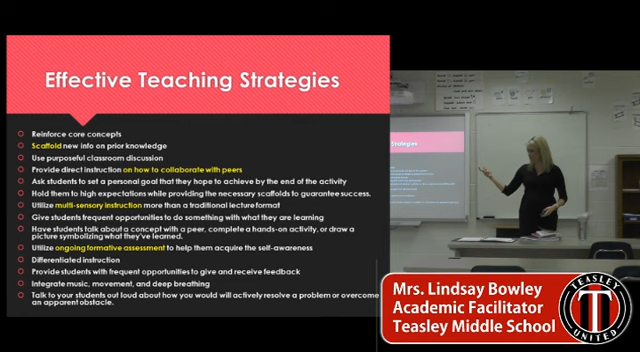 Effective Teaching Strategies
Reinforce core concepts
Scaffold new info on prior knowledge
Use purposeful classroom discussion
Provide direct instruction on how to collaborate with peers
Ask students to set a personal goal that they hope to achieve by the end of the activity
Hold them to high expectations while providing the necessary scaffolds to guarantee success.
Utilize multi-sensory instruction more than a traditional lecture format
Give students frequent opportunities to do something with what they are learning
Have students talk about a concept with a peer, complete a hands-on activity, or draw a
picture symbolizing what they've learned.
Utilize ongoing formative assessment to help them acquire the self-awareness
Differentiated instruction
Provide students with frequent opportunities to give and receive feedback
Integrate music, movement, and deep breathing
Talk to your students out loud about how you would will actively resolve a problem or overcome
an apparent obstacle.
Strategies
Mrs. Lindsay Bowley
Academic Facilitator
Teasley Middle School
TEASLEY
T
UNITED